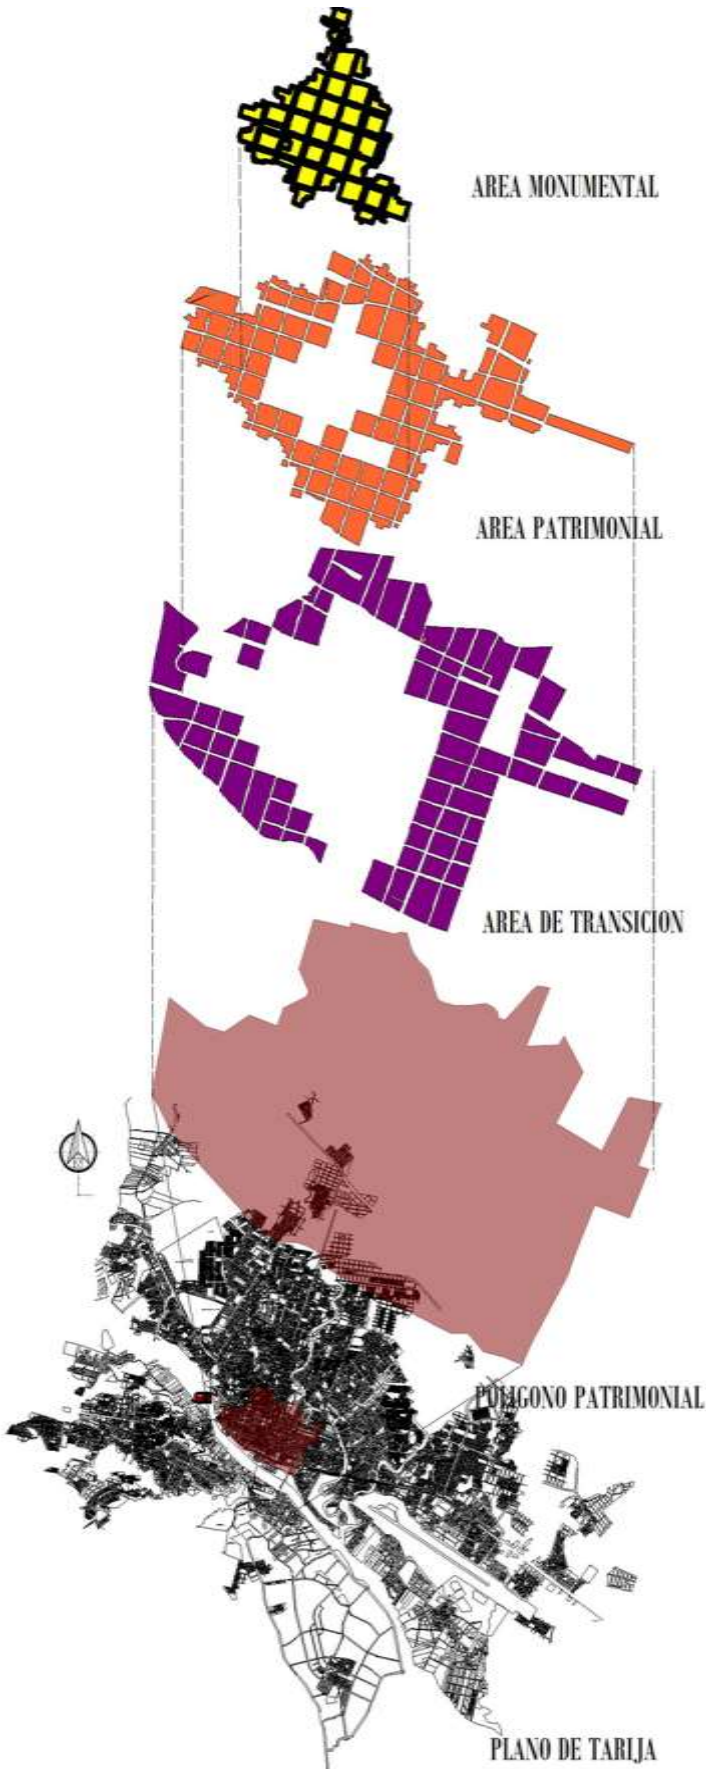 AREA MONUMENTAL
AREA PATRIMONIAL
AREA DE TRANSICION
POLIGONO PATRIMONIAL
PLANO DE TARIJA